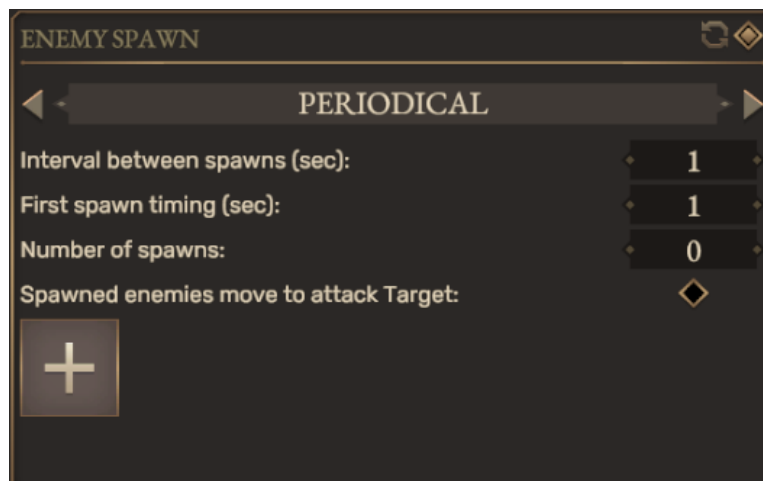 ENEMY SPAWN
PERIODICAL
Interval between spawns (sec): 1
First spawn timing (sec): 1
Number of spawns: 0
Spawned enemies move to attack Target: